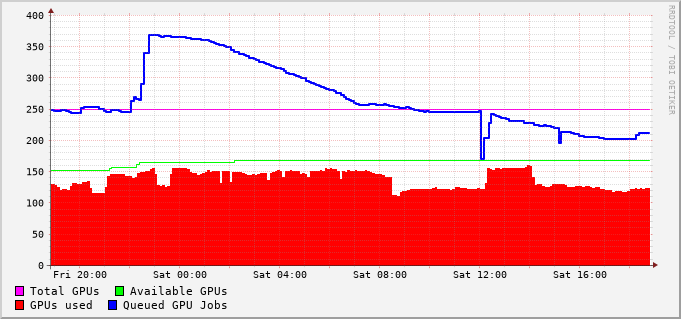 400
350
300
250
200
150
100
50
0
Fri 20:00 Sat 00:00 Sat 04:00 Sat 08:00 Sat 12:00 Sat 16:00
Total GPUs Available GPUs
GPUs used Queued GPU Jobs
RRDTOOL / TOBI OETIKER